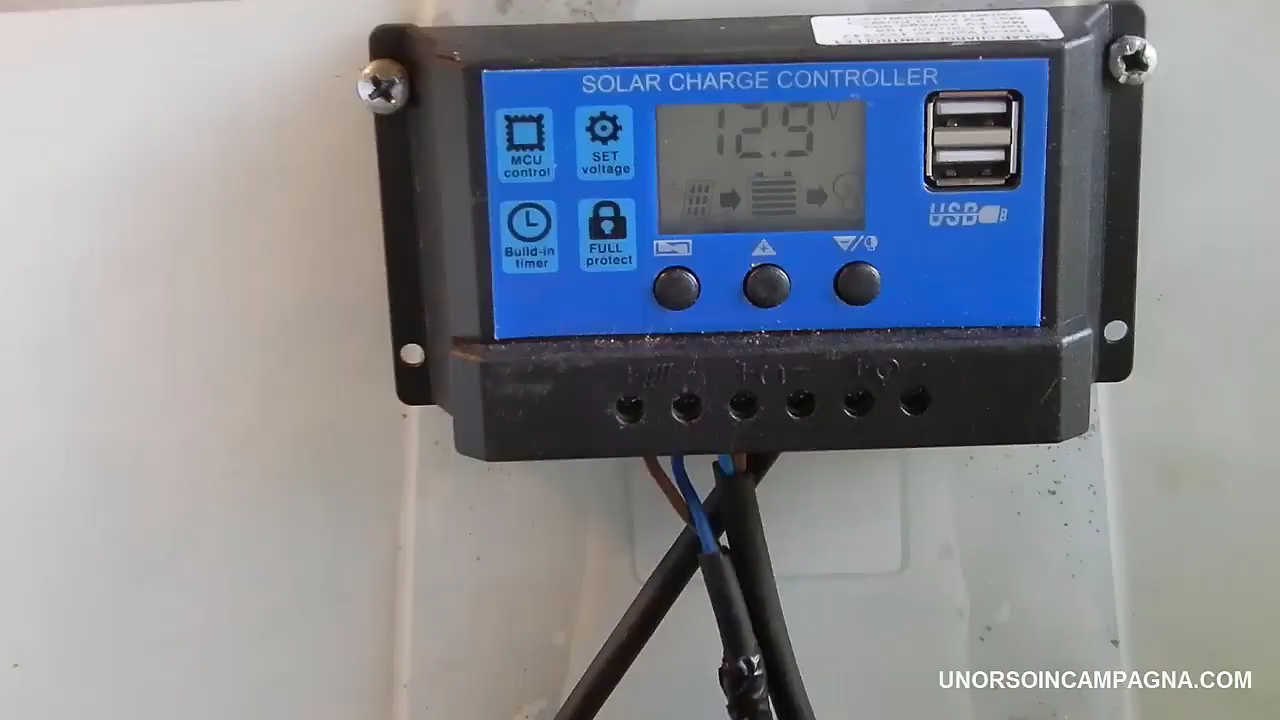 SOLAR CHARGE CONTROLLER
MCU
control
SET
voltage
12.9 V
Build-in
timer
FULL
protect
USB
UNORSOINCAMPAGNA.COM